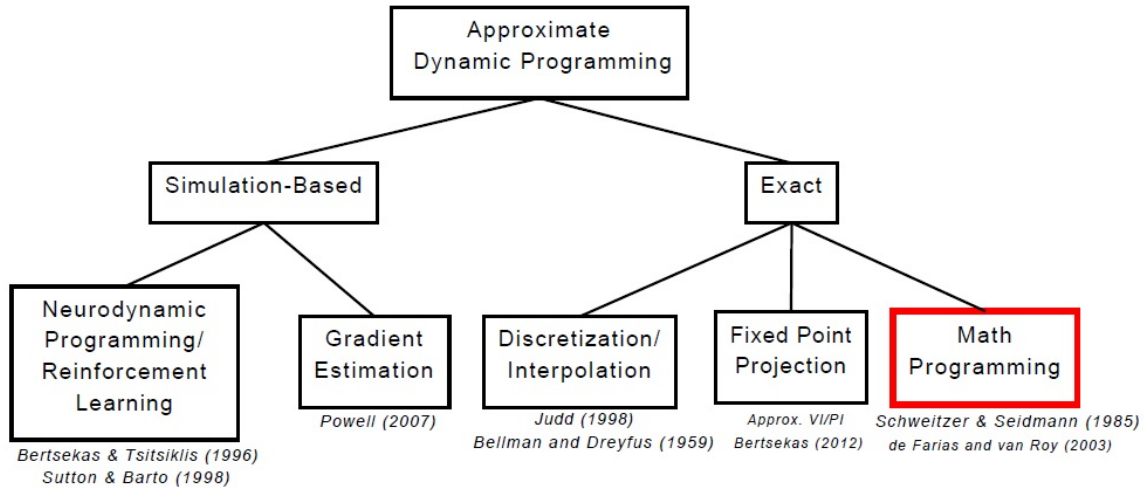 Approximate
Dynamic Programming
Simulation-Based
Exact
Neurodynamic
Programming/
Reinforcement
Learning
Bertsekas & Tsitsiklis (1996)
Sutton & Barto (1998)
Gradient
Estimation
Powell (2007)
Discretization/
Interpolation
Judd (1998)
Bellman and Dreyfus (1959)
Fixed Point
Projection
Approx. VI/PI
Bertsekas (2012)
Math
Programming
Schweitzer & Seidmann (1985)
de Farias and van Roy (2003)